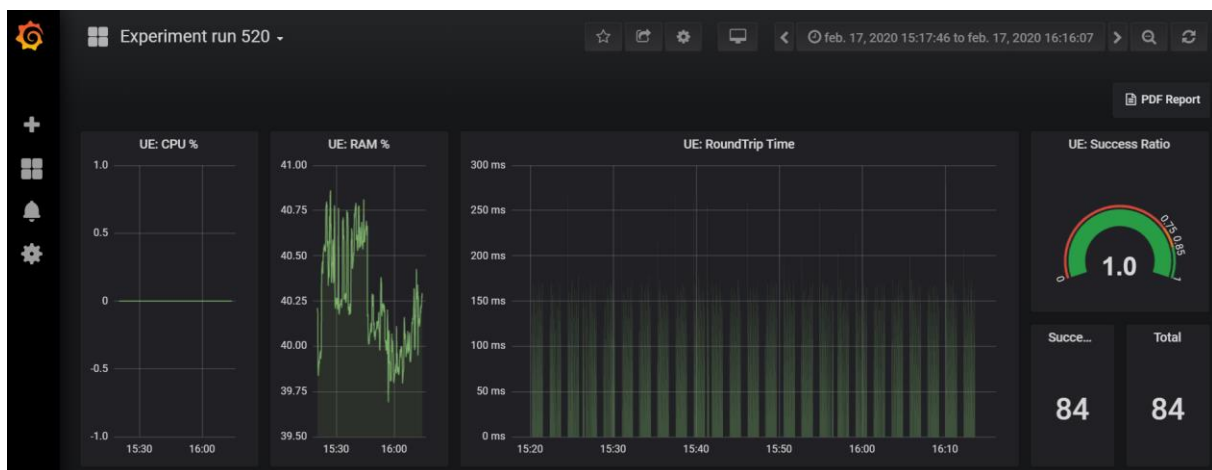 Experiment run 520
feb. 17, 2020 15:17:46 to feb. 17, 2020 16:16:07
PDF Report
UE: CPU %
1.0
0.5
0
-0.5
-1.0
15:30 16:00
UE: RAM %
41.00
40.75
40.50
40.25
40.00
39.75
39.50
15:30 16:00
UE: RoundTrip Time
300 ms
250 ms
200 ms
150 ms
100 ms
50 ms
0 ms
15:20 15:30 15:40 15:50 16:00 16:10
UE: Success Ratio
0 0.75 0.85 1
1.0
Succe...
84
Total
84